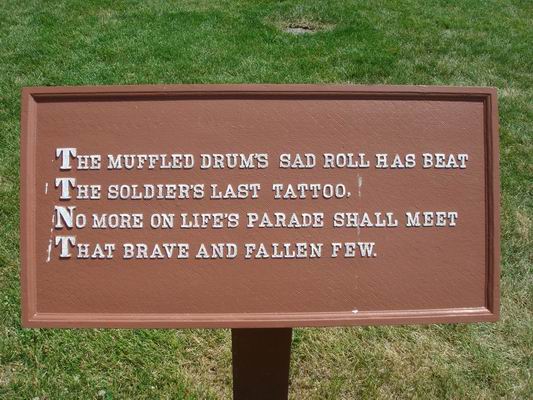 The muffled drum's sad roll has beat
The soldier's last tattoo.
No more on life's parade shall meet
That brave and fallen few.